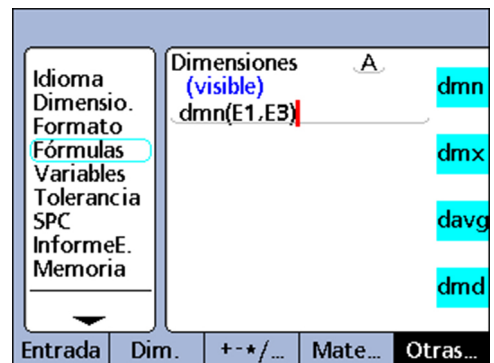 Idioma
Dimensio.
Formato
Fórmulas
Variables
Tolerancia
SPC
InformeE.
Memoria
Dimensiones A
(visible)
dmn(E1,E3)
dmn
dmx
davg
dmd
Entrada Dim. +-*/... Mate... Otras...